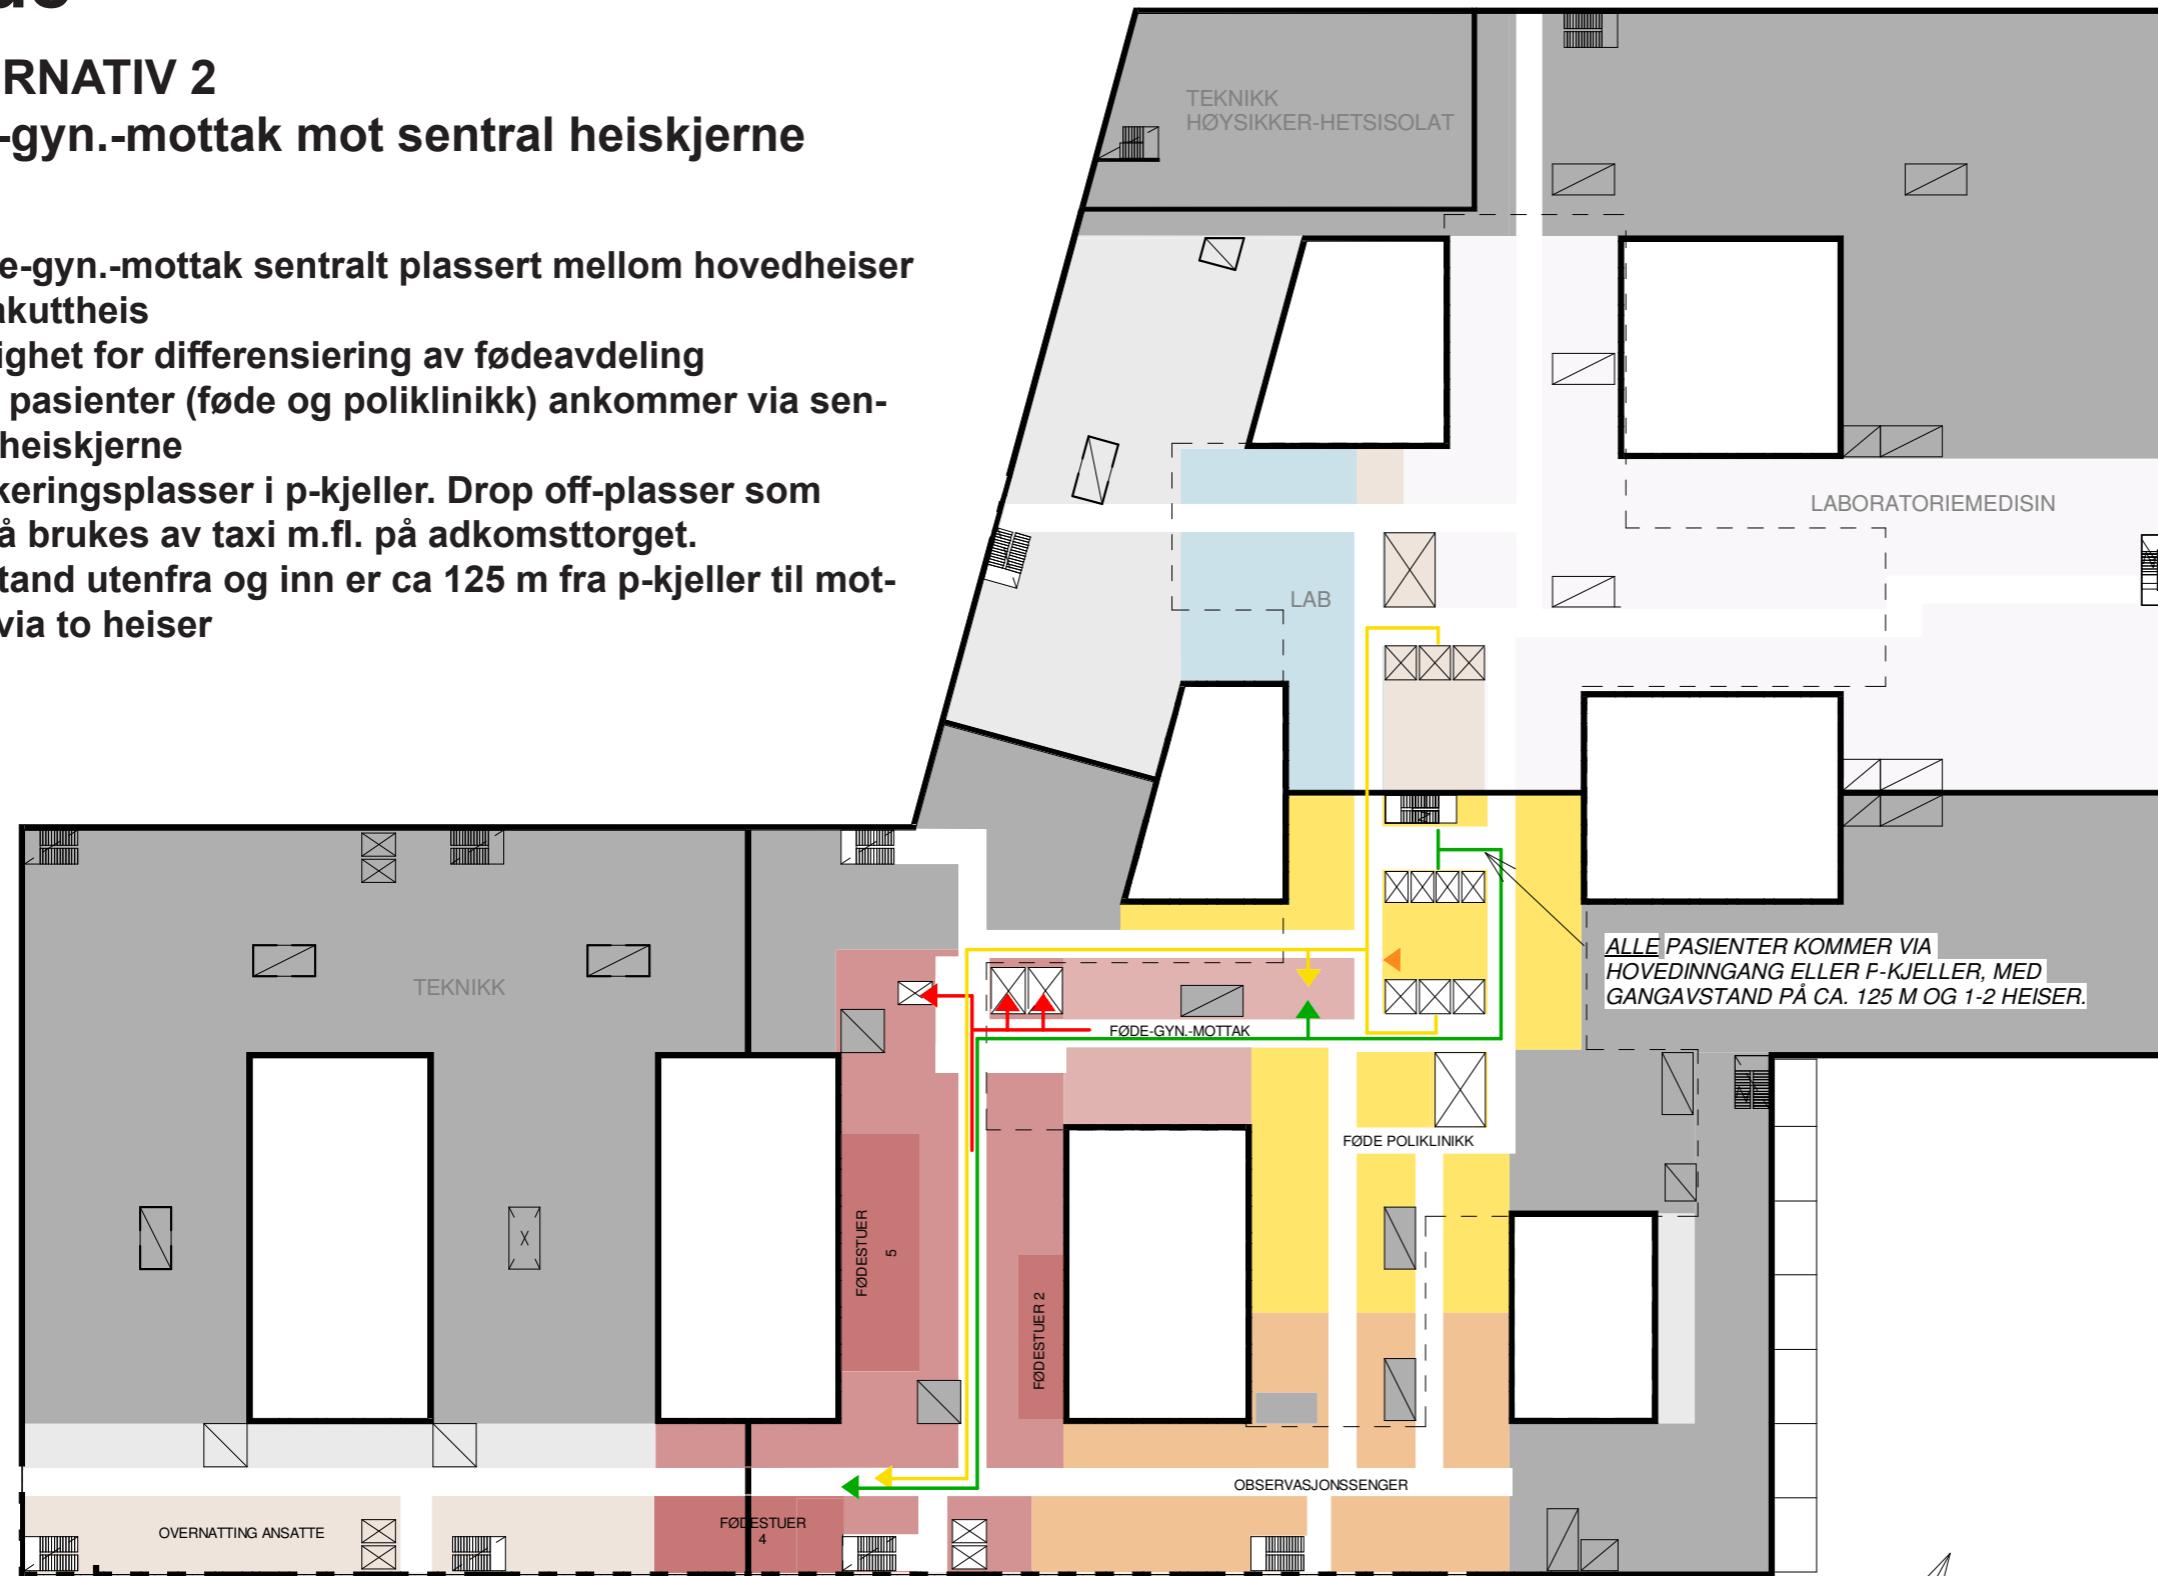 RNATIV 2
-gyn.-mottak mot sentral heiskjerne
e-gyn.-mottak sentralt plassert mellom hovedheiser
akuttheis
ighet for differensiering av fødeavdeling
pasienter (føde og poliklinikk) ankommer via sen-
heiskjerne
keringsplasser i p-kjeller. Drop off-plasser som
å brukes av taxi m.fl. på adkomsttorget.
tand utenfra og inn er ca 125 m fra p-kjeller til mot-
via to heiser
TEKNIKK
HØYSIKKER-HETSISOLAT
LABORATORIEMEDISIN
LAB
ALLE PASIENTER KOMMER VIA
HOVEDINNGANG ELLER P-KJELLER, MED
GANGAVSTAND PÅ CA. 125 M OG 1-2 HEISER.
TEKNIKK
FØDE-GYN.-MOTTAK
FØDE POLIKLINIKK
FØDESTUER
5
FØDESTUER 2
OBSERVASJONSSENGER
OVERNATTING ANSATTE
FØDESTUER
4